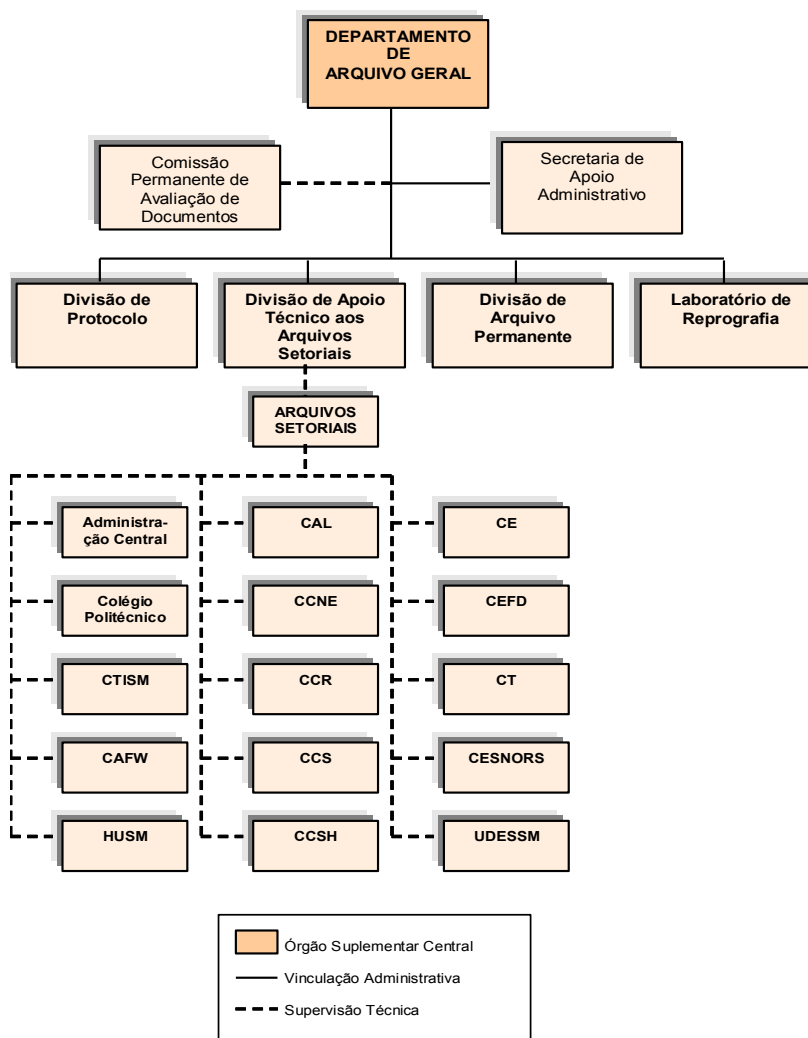 DEPARTAMENTO
DE
ARQUIVO GERAL
Comissão
Permanente de
Avaliação de
Documentos
Secretaria de
Apoio
Administrativo
Divisão de
Protocolo
Divisão de Apoio
Técnico aos
Arquivos
Setoriais
Divisão de
Arquivo
Permanente
Laboratório de
Reprografia
ARQUIVOS
SETORIAIS
Administra-
ção Central
CAL
CE
Colégio
Politécnico
CCNE
CEFD
CTISM
CCR
CT
CAFW
CCS
CESNORS
HUSM
CCSH
UDESSM
Órgão Suplementar Central
Vinculação Administrativa
Supervisão Técnica